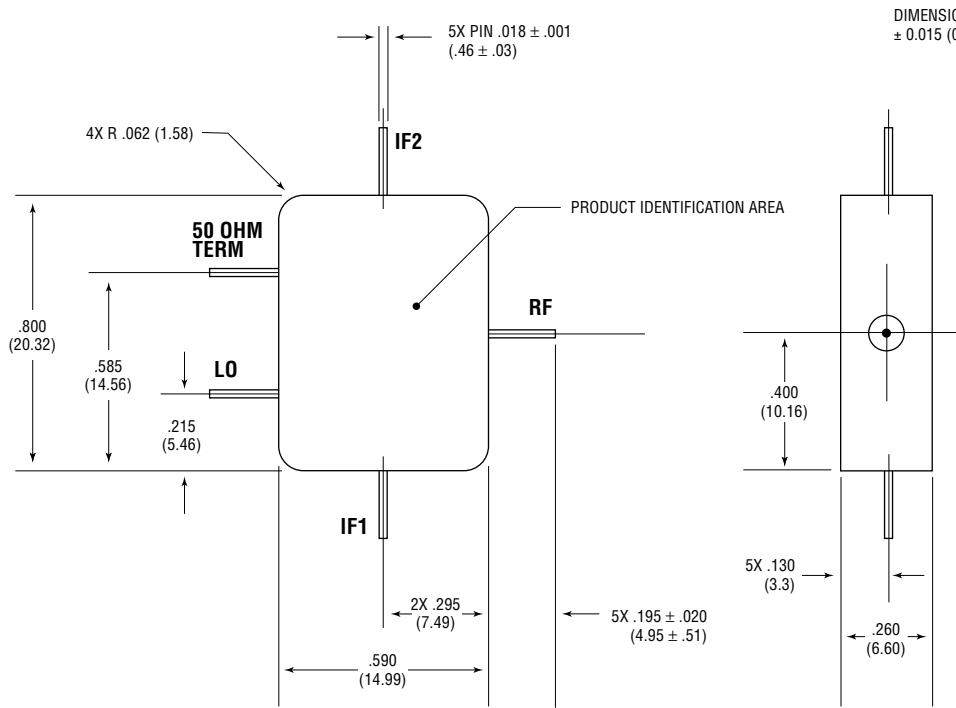 5X PIN .018 ± .001
(.46 ± .03)
DIMENSIO
± 0.015 (0
4X R .062 (1.58)
IF2
PRODUCT IDENTIFICATION AREA
50 OHM
TERM
RF
.800
(20.32)
.585
(14.56)
LO
.215
(5.46)
.400
(10.16)
IF1
5X .130
(3.3)
2X .295
(7.49)
5X .195 ± .020
(4.95 ± .51)
.260
(6.60)
.590
(14.99)